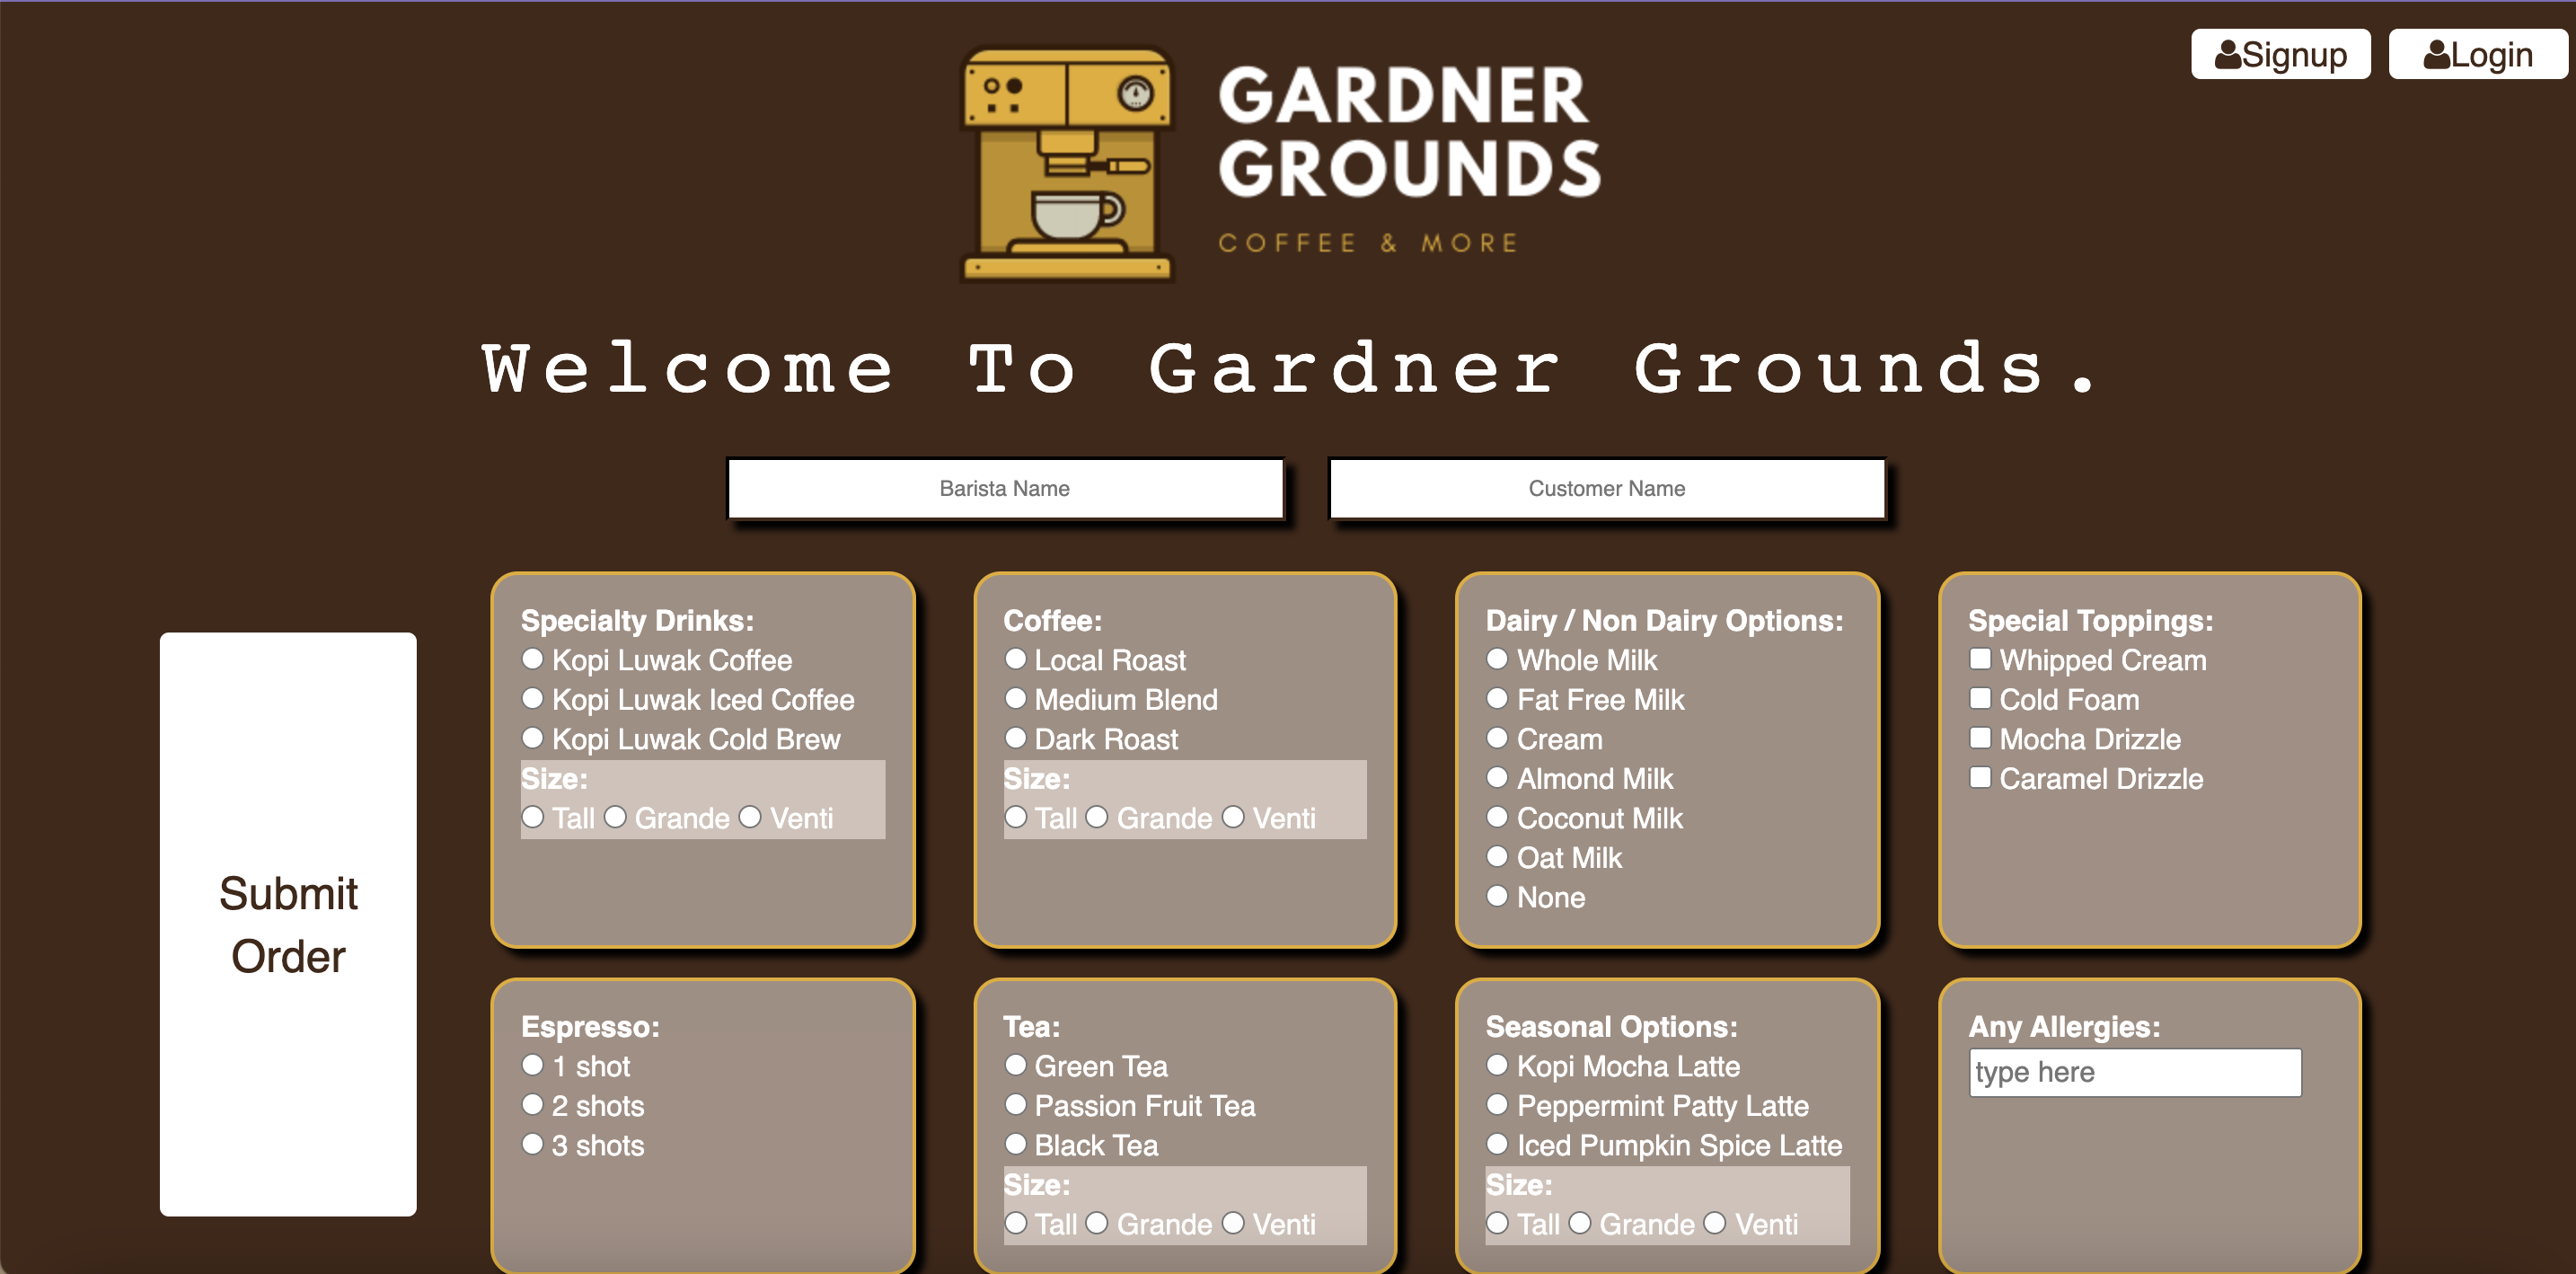 Signup
Login
GARDNER
GROUNDS
COFFEE & MORE
Welcome To Gardner Grounds.
Barista Name
Customer Name
Submit
Order
Specialty Drinks:
Kopi Luwak Coffee
Kopi Luwak Iced Coffee
Kopi Luwak Cold Brew
Size:
Tall Grande Venti
Coffee:
Local Roast
Medium Blend
Dark Roast
Size:
Tall Grande Venti
Dairy / Non Dairy Options:
Whole Milk
Fat Free Milk
Cream
Almond Milk
Coconut Milk
Oat Milk
None
Special Toppings:
Whipped Cream
Cold Foam
Mocha Drizzle
Caramel Drizzle
Espresso:
1 shot
2 shots
3 shots
Tea:
Green Tea
Passion Fruit Tea
Black Tea
Size:
Tall Grande Venti
Seasonal Options:
Kopi Mocha Latte
Peppermint Patty Latte
Iced Pumpkin Spice Latte
Size:
Tall Grande Venti
Any Allergies:
type here